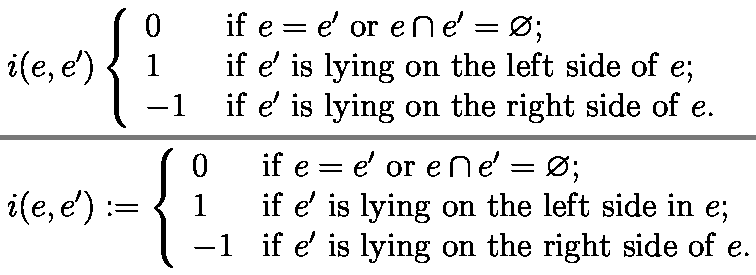 i(e, e′) { 0 if e = e′ or e ∩ e′ = ∅;
1 if e′ is lying on the left side of e;
−1 if e′ is lying on the right side of e.
i(e, e′) := { 0 if e = e′ or e ∩ e′ = ∅;
1 if e′ is lying on the left side in e;
−1 if e′ is lying on the right side of e.